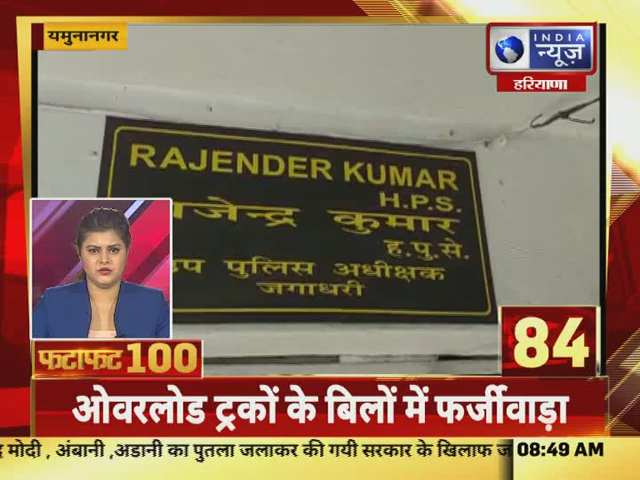 यमुनानगर
INDIA
न्यूज़
हरियाणा
RAJENDER KUMAR
H.P.S.
कुमार
ह.पु.से.
पुलिस अधीक्षक
जगाधरी
फटाफट 100
84
ओवरलोड ट्रकों के बिलों में फर्जीवाड़ा
मोदी , अंबानी ,अडानी का पुतला जलाकर की गयी सरकार के खिलाफ
08:49 AM